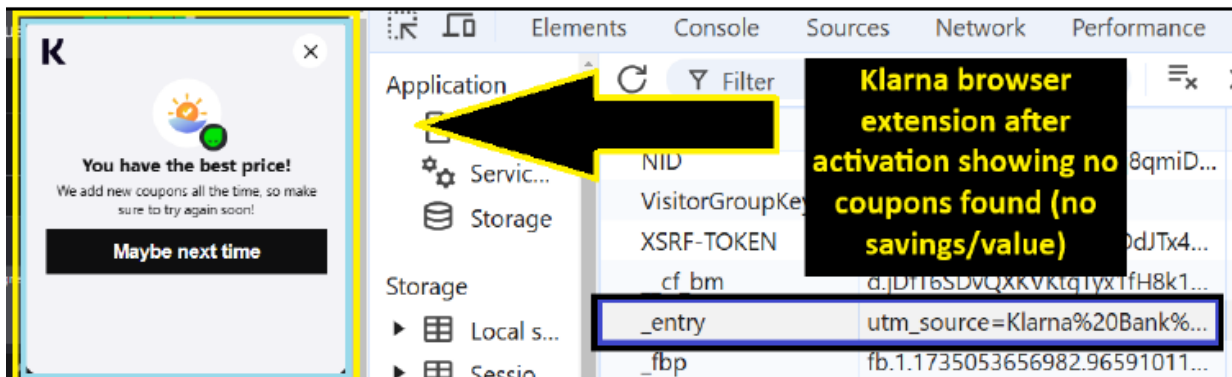 K
You have the best price!
We add new coupons all the time, so make
sure to try again soon!
Maybe next time
Elements Console Sources Network Performance
Application
Filter
Servic...
Storage
Storage
Local s...
Sessio
Klarna browser
extension after
activation showing no
coupons found (no
savings/value)
NID 8qmiD...
VisitorGroupKey
XSRF-TOKEN dJTx4...
__cf_bm
_entry utm_source=Klarna%20Bank%...
_fbp fb.1.1735053656982.96591011...